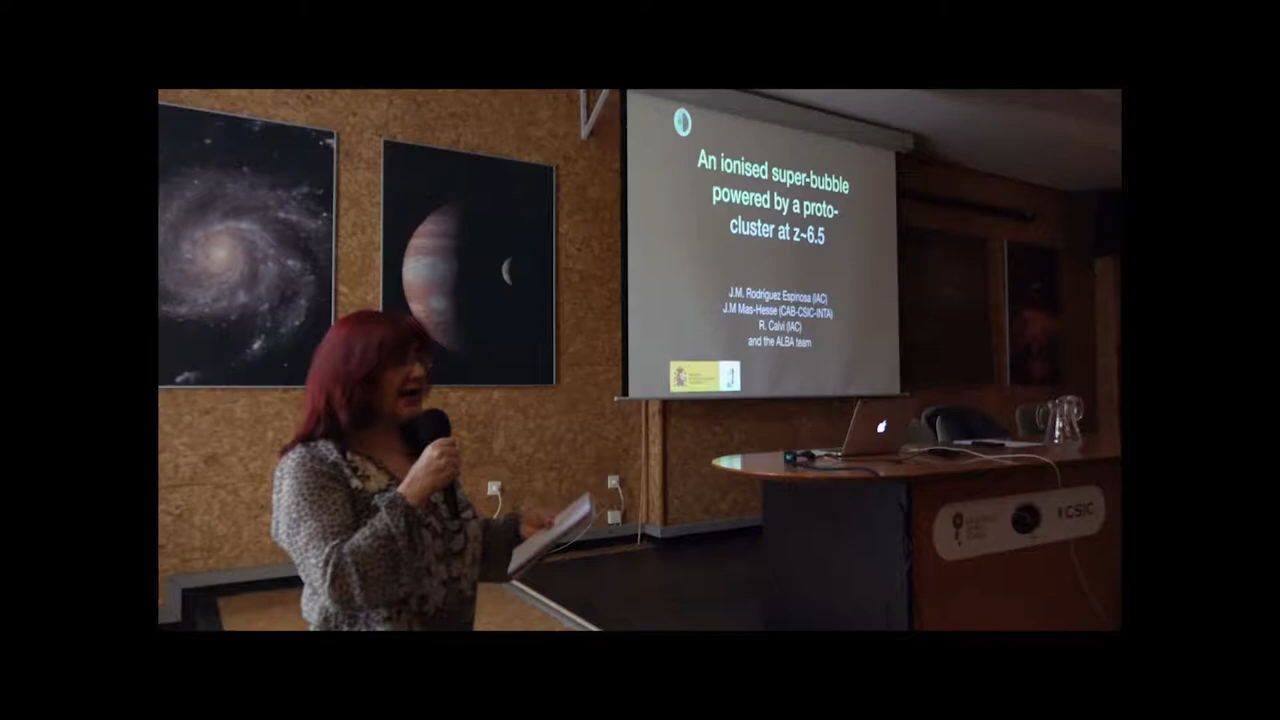 An ionised super-bubble
powered by a proto-
cluster at z~6.5
J.M. Rodríguez Espinosa (IAC)
J.M Mas-Hesse (CAB-CSIC-INTA)
R. Calvi (IAC)
and the ALBA team
CSIC